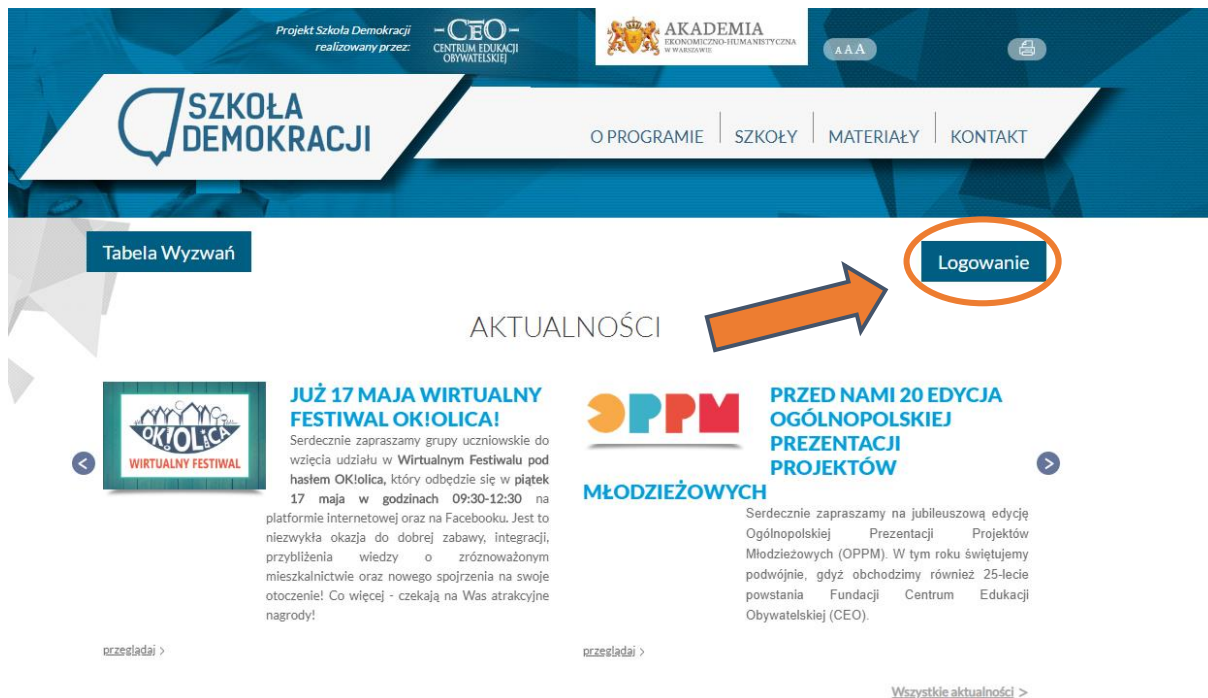 Projekt Szkoła Demokracji
realizowany przez:
CEO
CENTRUM EDUKACJI
OBYWATELSKIEJ
AKADEMIA
EKONOMICZNO-HUMANISTYCZNA
W WARSZAWIE
A A A
SZKOŁA
DEMOKRACJI
O PROGRAMIE
SZKOŁY
MATERIAŁY
KONTAKT
Tabela Wyzwań
Logowanie
AKTUALNOŚCI
OK!OLICA
WIRTUALNY FESTIWAL
JUŻ 17 MAJA WIRTUALNY
FESTIWAL OK!OLICA!
Serdecznie zapraszamy grupy uczniowskie do
wzięcia udziału w Wirtualnym Festiwalu pod
hasłem OK!olica, który odbędzie się w piątek
17 maja w godzinach 09:30-12:30 na
platformie internetowej oraz na Facebooku. Jest to
niezwykła okazja do dobrej zabawy, integracji,
przybliżenia wiedzy o zróznoważonym
mieszkalnictwie oraz nowego spojrzenia na swoje
otoczenie! Co więcej - czekają na Was atrakcyjne
nagrody!
przeglądaj >
OPPM
PRZED NAMI 20 EDYCJA
OGÓLNOPOLSKIEJ
PREZENTACJI
PROJEKTÓW
MŁODZIEŻOWYCH
Serdecznie zapraszamy na jubileuszową edycję
Ogólnopolskiej Prezentacji Projektów
Młodzieżowych (OPPM). W tym roku świętujemy
podwójnie, gdyż obchodzimy również 25-lecie
powstania Fundacji Centrum Edukacji
Obywatelskiej (CEO).
przeglądaj >
Wszystkie aktualności >